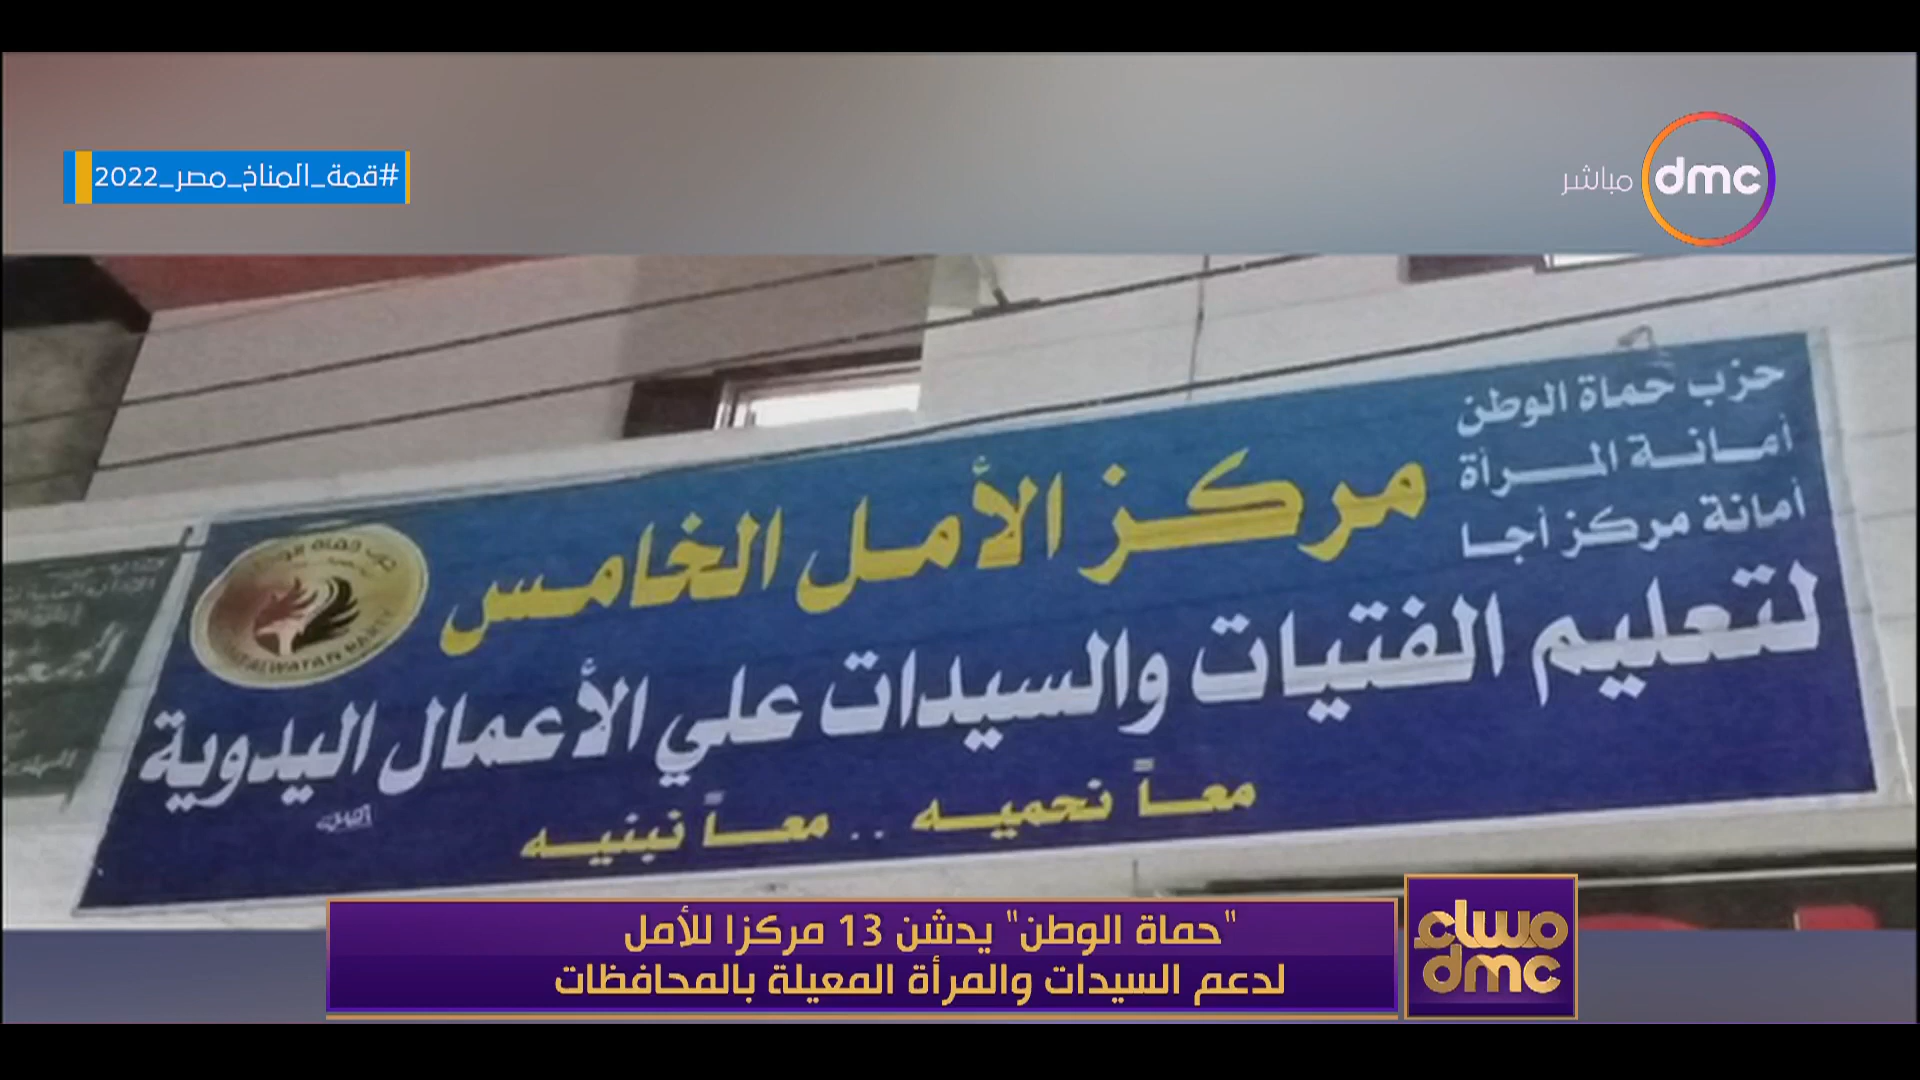 #قمة_المناخ_مصر_2022
dmc
مباشر
حزب حماة الوطن
أمانة المرأة
أمانة مركز أجا
مركز الأمل الخامس
لتعليم الفتيات والسيدات علي الأعمال اليدوية
معاً نحميه .. معاً نبنيه
"حماة الوطن" يدشن 13 مركزا للأمل
لدعم السيدات والمرأة المعيلة بالمحافظات
مساء
dmc